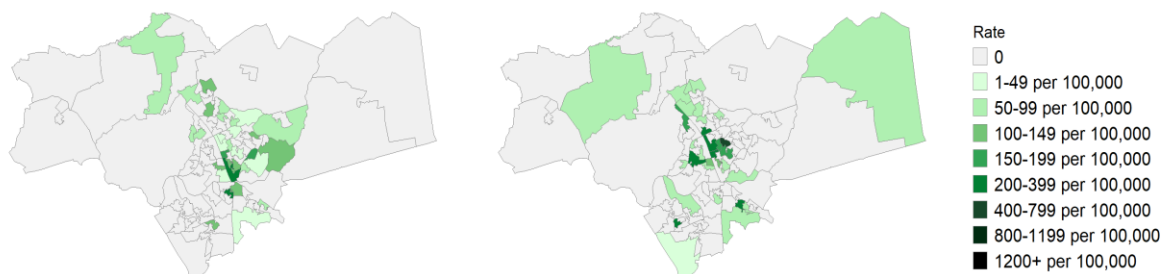 Rate
0
1-49 per 100,000
50-99 per 100,000
100-149 per 100,000
150-199 per 100,000
200-399 per 100,000
400-799 per 100,000
800-1199 per 100,000
1200+ per 100,000